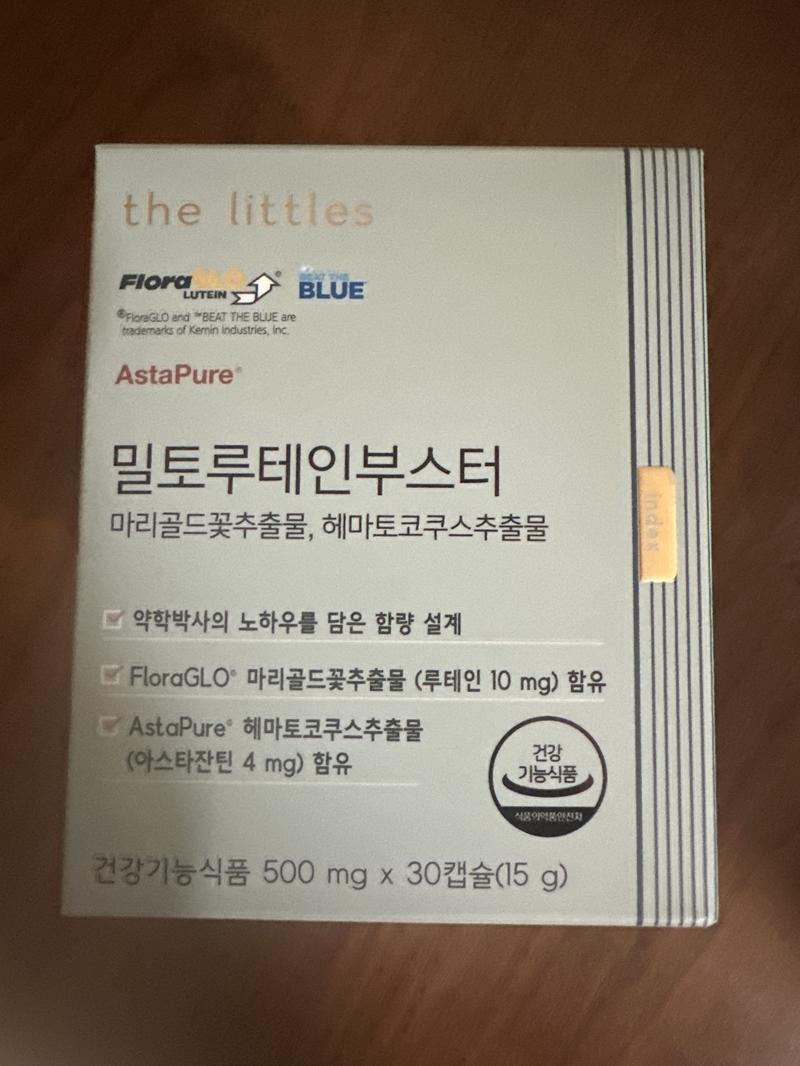 the littles
FloraGLO®
LUTEIN
BEAT THE
BLUE™
®FloraGLO and ™BEAT THE BLUE are
trademarks of Kemin Industries, Inc.
AstaPure®
밀토루테인부스터
마리골드꽃추출물, 헤마토코쿠스추출물
index
약학박사의 노하우를 담은 함량 설계
FloraGLO® 마리골드꽃추출물 (루테인 10 mg) 함유
AstaPure® 헤마토코쿠스추출물
(아스타잔틴 4 mg) 함유
건강
기능식품
식품의약품안전처
건강기능식품 500 mg x 30캡슐(15 g)